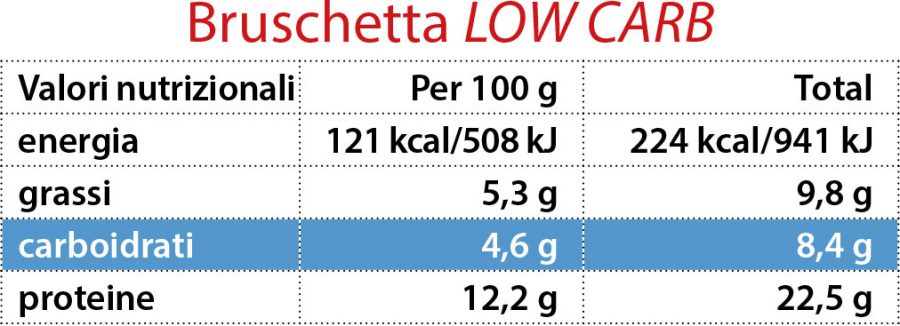 Bruschetta LOW CARB
Valori nutrizionali Per 100 g Total
energia 121 kcal/508 kJ 224 kcal/941 kJ
grassi 5,3 g 9,8 g
carboidrati 4,6 g 8,4 g
proteine 12,2 g 22,5 g